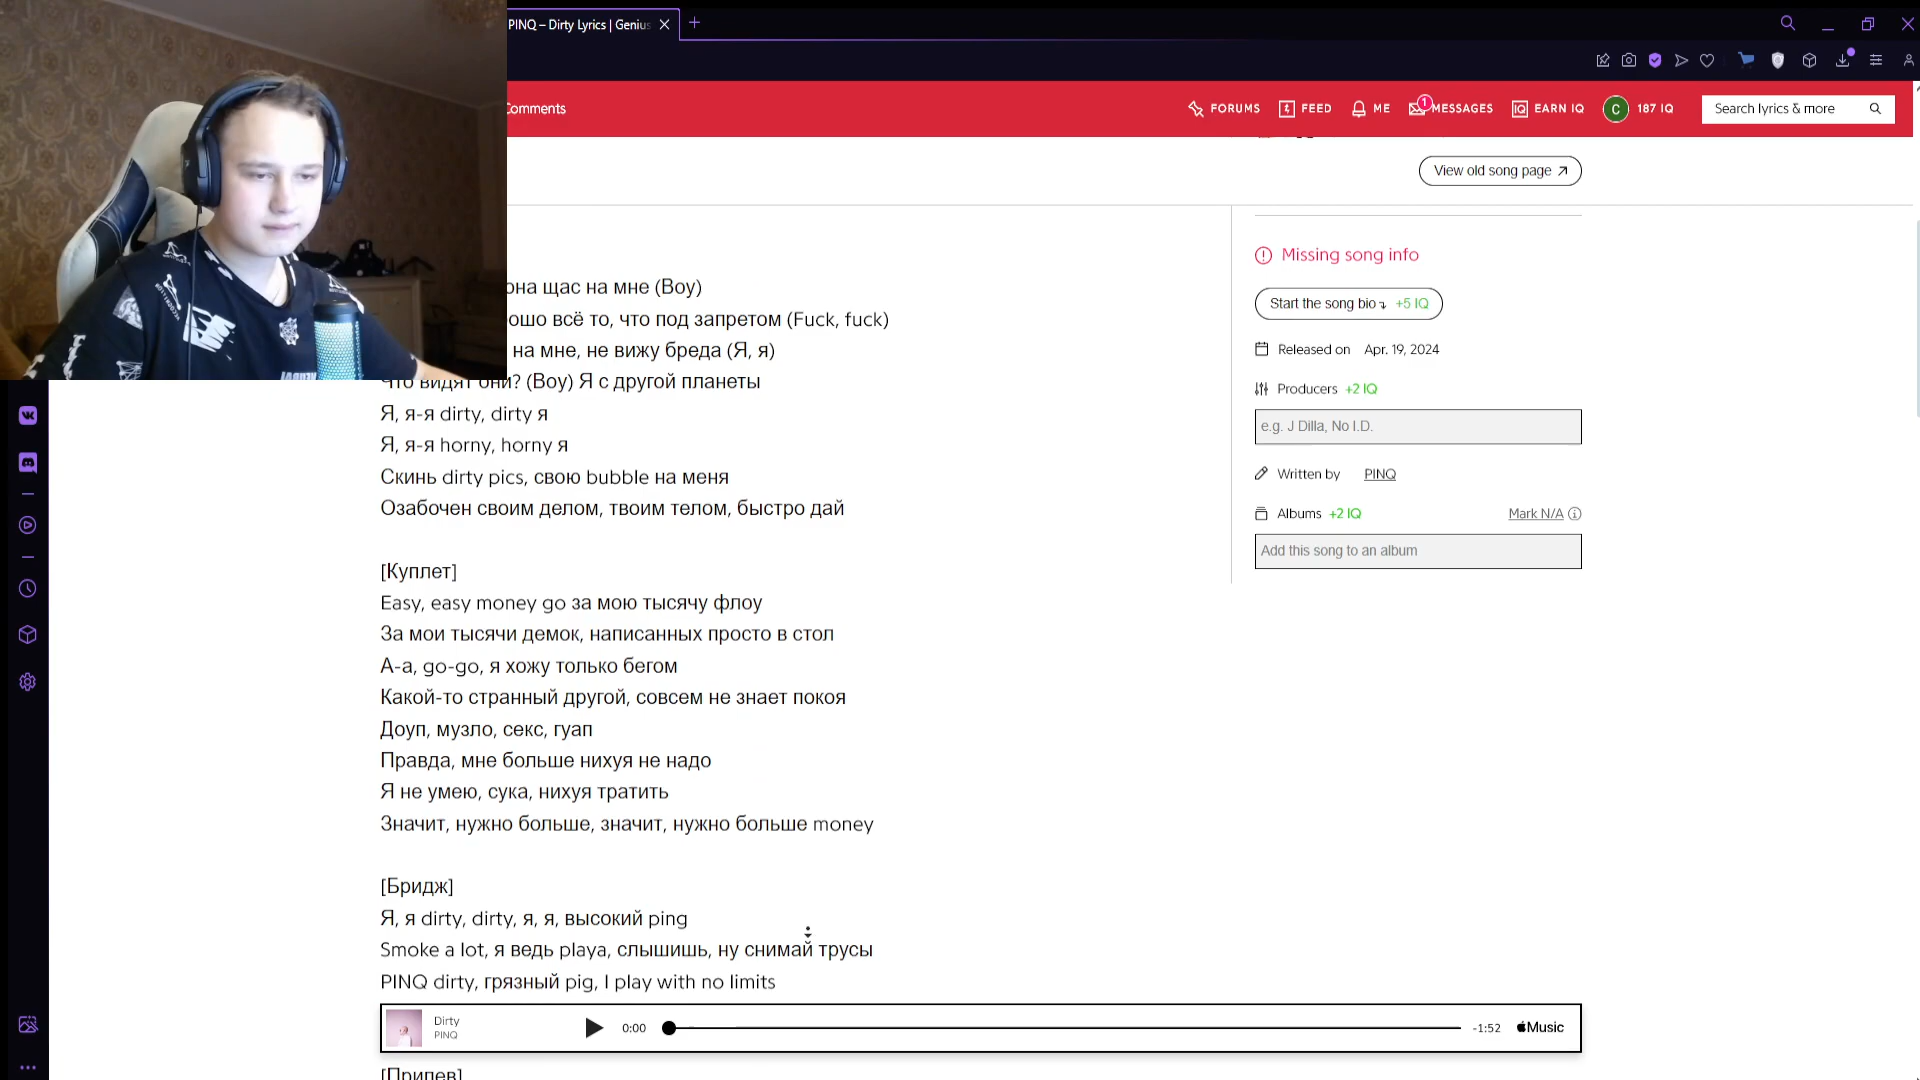 PINQ – Dirty Lyrics | Genius
Comments
FORUMS
FEED
ME
1
MESSAGES
EARN IQ
C
187 IQ
Search lyrics & more
View old song page
Missing song info
Start the song bio +5 IQ
Released on Apr. 19, 2024
Producers +2 IQ
e.g. J Dilla, No I.D.
Written by PINQ
Albums +2 IQ
Mark N/A
Add this song to an album
она щас на мне (Boy)
ошо всё то, что под запретом (Fuck, fuck)
на мне, не вижу бреда (Я, я)
Что видят они? (Boy) Я с другой планеты
Я, я-я dirty, dirty я
Я, я-я horny, horny я
Скинь dirty pics, свою bubble на меня
Озабочен своим делом, твоим телом, быстро дай
[Куплет]
Easy, easy money go за мою тысячу флоу
За мои тысячи демок, написанных просто в стол
А-а, go-go, я хожу только бегом
Какой-то странный другой, совсем не знает покоя
Доуп, музло, секс, гуап
Правда, мне больше нихуя не надо
Я не умею, сука, нихуя тратить
Значит, нужно больше, значит, нужно больше money
[Бридж]
Я, я dirty, dirty, я, я, высокий ping
Smoke a lot, я ведь playa, слышишь, ну снимай трусы
PINQ dirty, грязный pig, I play with no limits
Dirty
PINQ
0:00
-1:52
Music
[Припев]